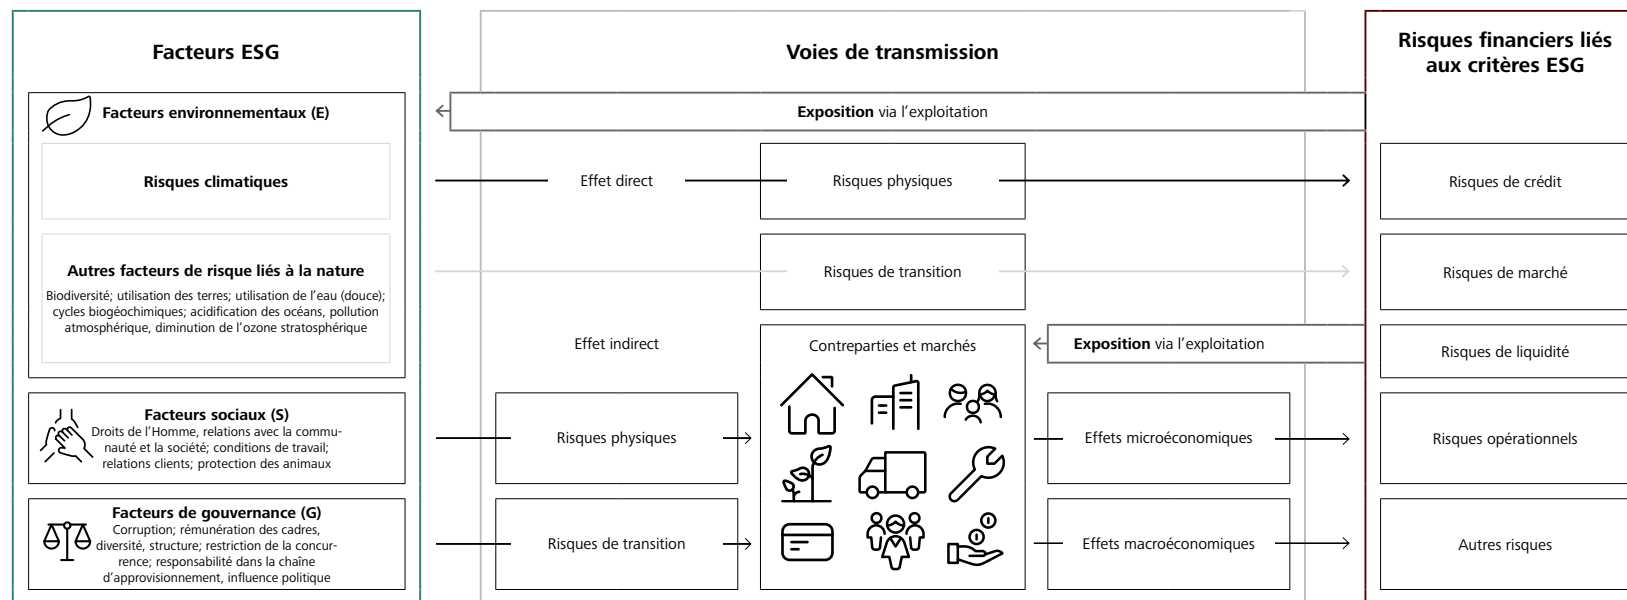 Facteurs ESG
Facteurs environnementaux (E)
Risques climatiques
Autres facteurs de risque liés à la nature
Biodiversité; utilisation des terres; utilisation de l’eau (douce);
cycles biogéochimiques; acidification des océans, pollution
atmosphérique, diminution de l’ozone stratosphérique
Facteurs sociaux (S)
Droits de l’Homme, relations avec la commu-
nauté et la société; conditions de travail;
relations clients; protection des animaux
Facteurs de gouvernance (G)
Corruption; rémunération des cadres,
diversité, structure; restriction de la concur-
rence; responsabilité dans la chaîne
d’approvisionnement, influence politique
Voies de transmission
Exposition via l’exploitation
Effet direct
Risques physiques
Risques de transition
Effet indirect
Contreparties et marchés
Exposition via l’exploitation
Risques physiques
Effets microéconomiques
Risques de transition
Effets macroéconomiques
Risques financiers liés
aux critères ESG
Risques de crédit
Risques de marché
Risques de liquidité
Risques opérationnels
Autres risques